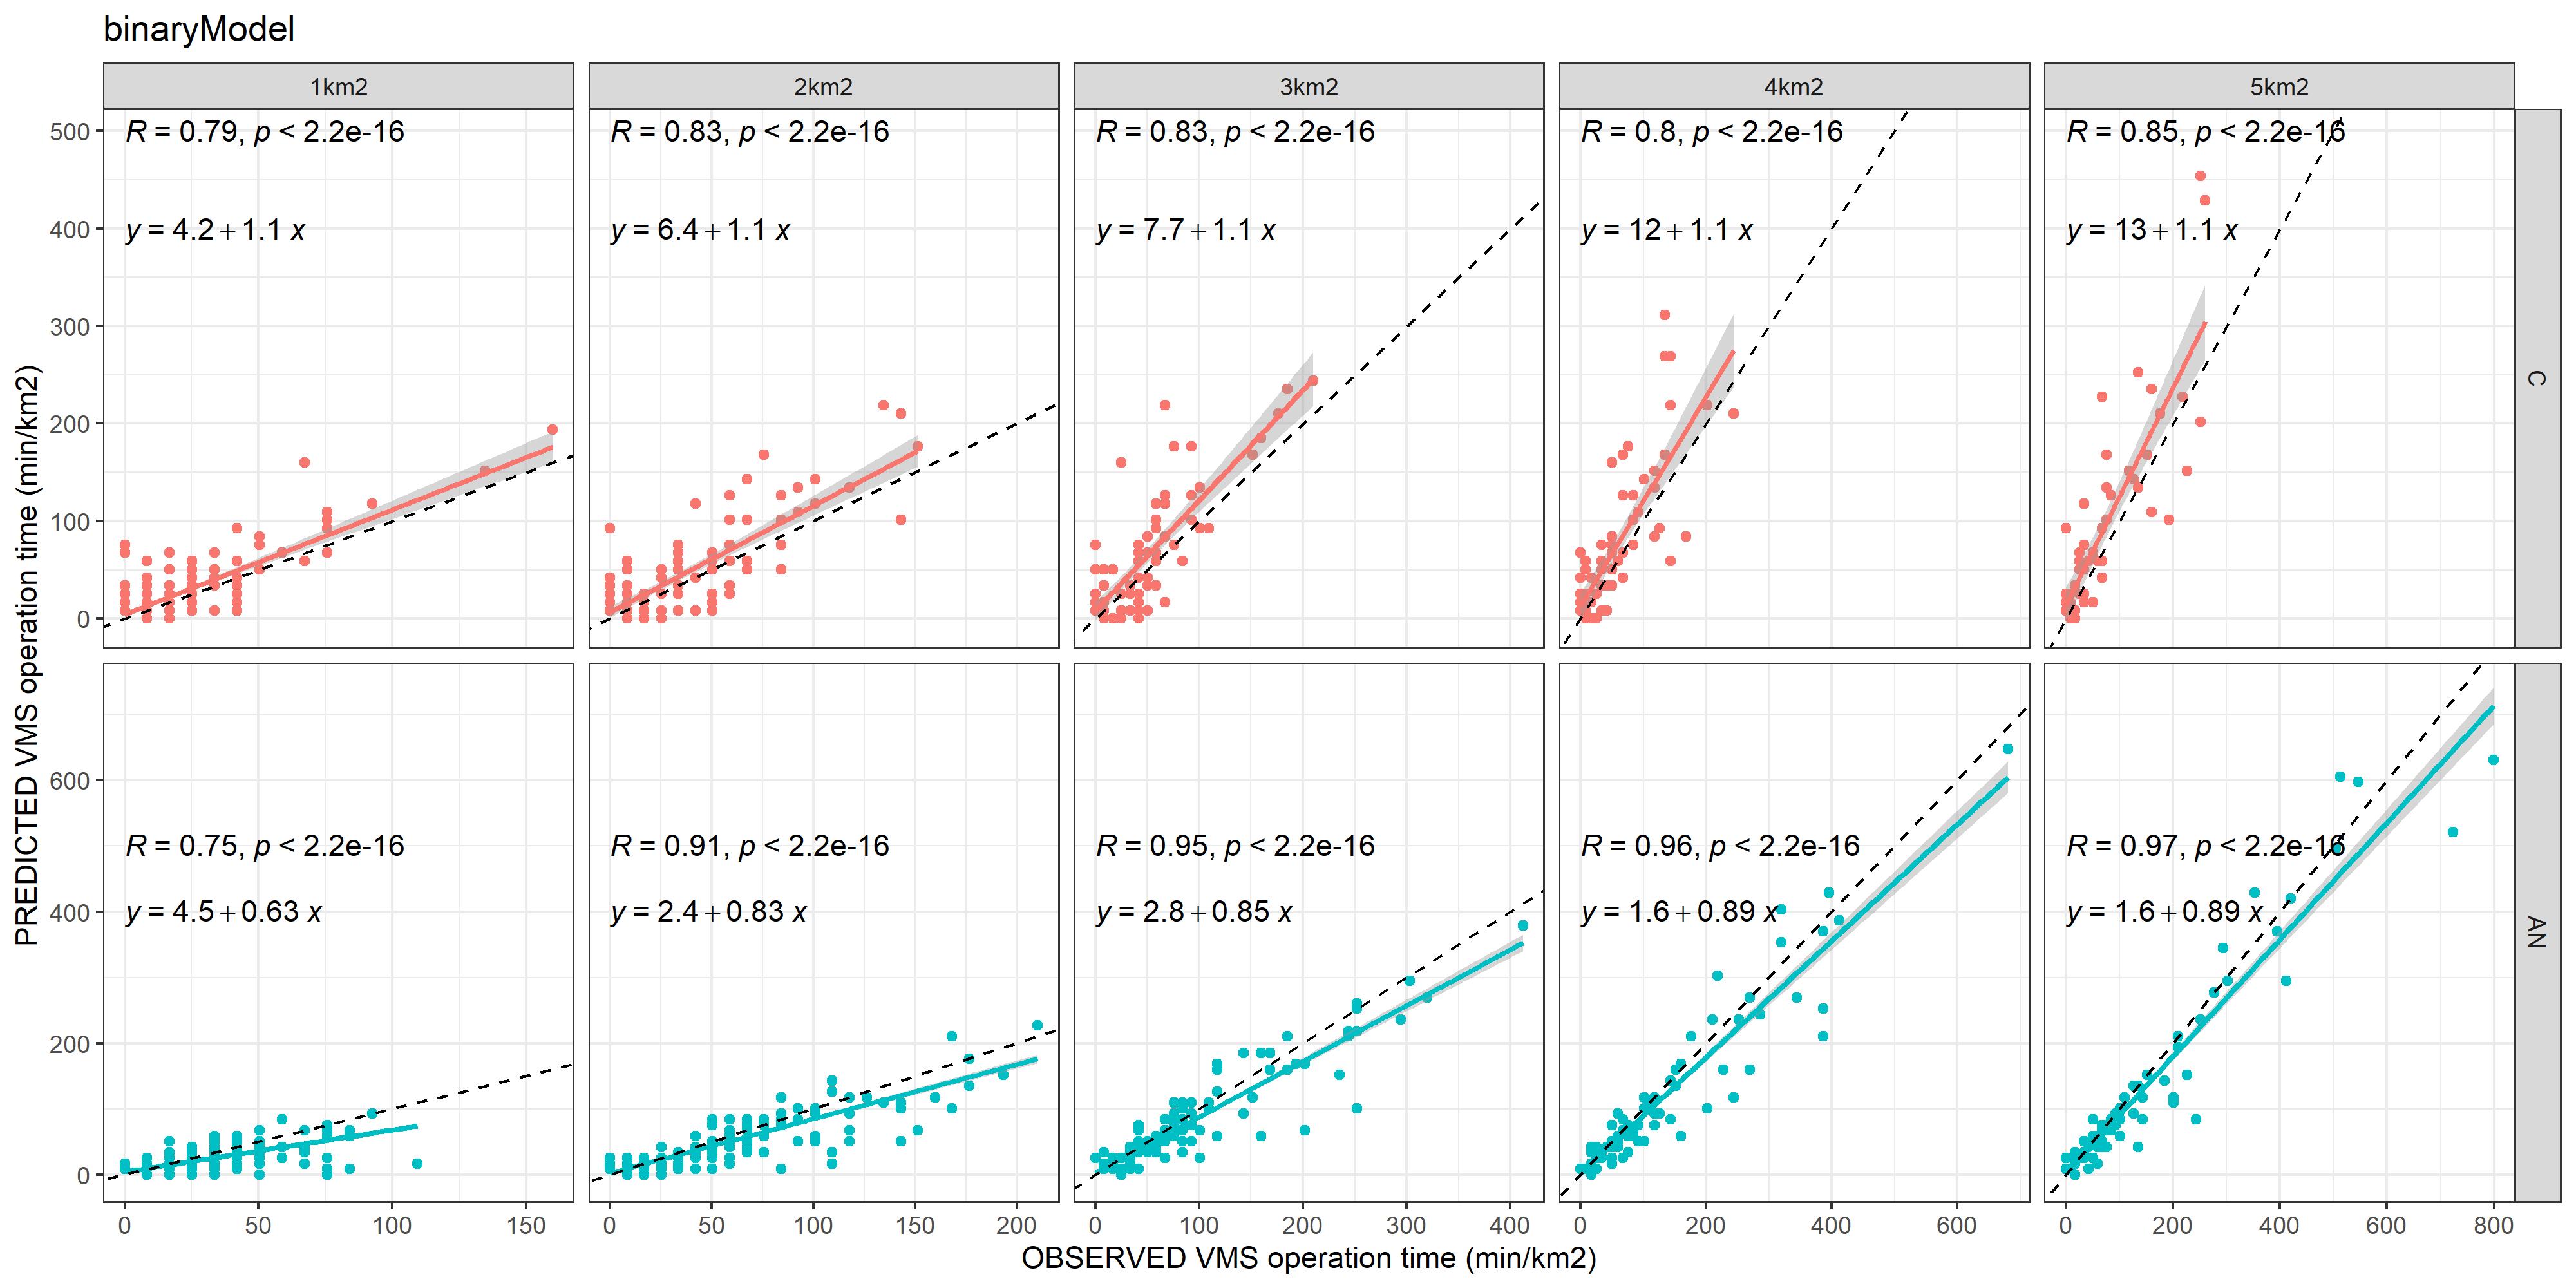 binaryModel
1km2 2km2 3km2 4km2 5km2
500
R = 0.79, p < 2.2e-16 R = 0.83, p < 2.2e-16 R = 0.83, p < 2.2e-16 R = 0.8, p < 2.2e-16 R = 0.85, p < 2.2e-16
400
y = 4.2 + 1.1 x y = 6.4 + 1.1 x y = 7.7 + 1.1 x y = 12 + 1.1 x y = 13 + 1.1 x
300
200
100
0
C
PREDICTED VMS operation time (min/km2)
600
R = 0.75, p < 2.2e-16 R = 0.91, p < 2.2e-16 R = 0.95, p < 2.2e-16 R = 0.96, p < 2.2e-16 R = 0.97, p < 2.2e-16
400
y = 4.5 + 0.63 x y = 2.4 + 0.83 x y = 2.8 + 0.85 x y = 1.6 + 0.89 x y = 1.6 + 0.89 x
200
0
AN
0 50 100 150 0 50 100 150 200 0 100 200 300 400 0 200 400 600 0 200 400 600 800
OBSERVED VMS operation time (min/km2)